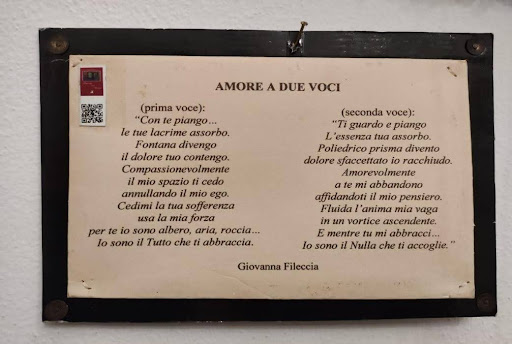 AMORE A DUE VOCI
(prima voce):
"Con te piango...
le tue lacrime assorbo.
Fontana divengo
il dolore tuo contengo.
Compassionevolmente
il mio spazio ti cedo
annullando il mio ego.
Cedimi la tua sofferenza
usa la mia forza
per te io sono albero, aria, roccia...
Io sono il Tutto che ti abbraccia.
(seconda voce):
"Ti guardo e piango
L'essenza tua assorbo.
Poliedrico prisma divento
dolore sfaccettato io racchiudo.
Amorevolmente
a te mi abbandono
affidandoti il mio pensiero.
Fluida l'anima mia vaga
in un vortice ascendente.
E mentre tu mi abbracci...
Io sono il Nulla che ti accoglie."
Giovanna Fileccia